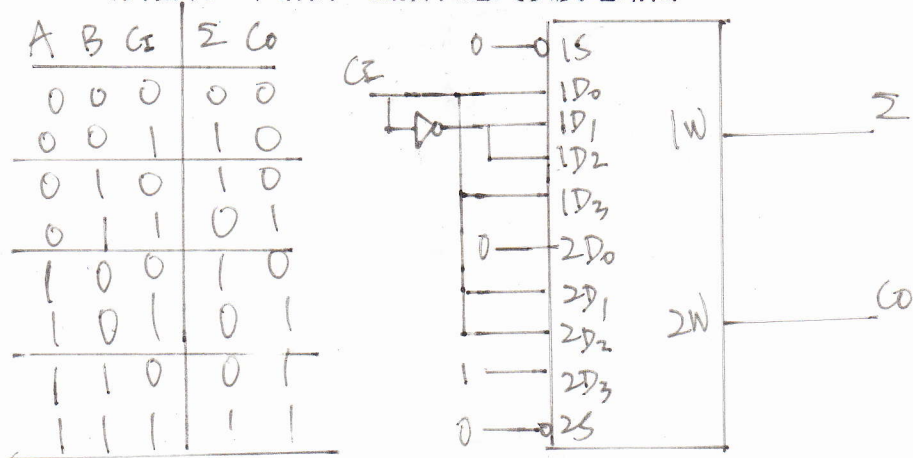 A B CI Σ CO
0 0 0 0 0
0 0 1 1 0
0 1 0 1 0
0 1 1 0 1
1 0 0 1 0
1 0 1 0 1
1 1 0 0 1
1 1 1 1 1
CI
0 1S
1D0
1D1
1D2
1D3
0 2D0
2D1
2D2
1 2D3
0 2S
1W Σ
2W CO